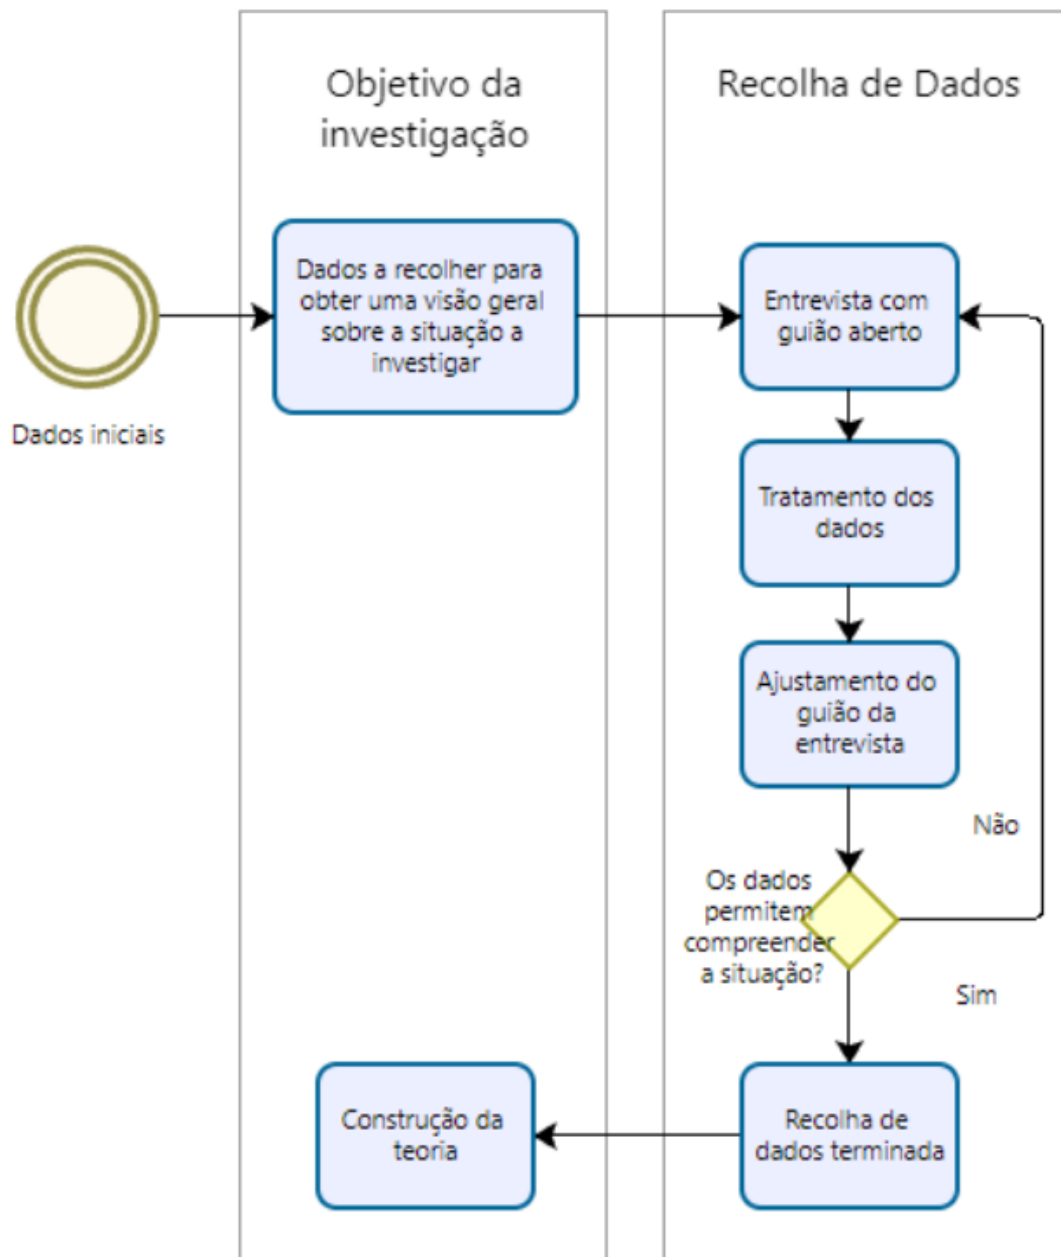 Objetivo da
investigação
Recolha de Dados
Dados iniciais
Dados a recolher para
obter uma visão geral
sobre a situação a
investigar
Entrevista com
guião aberto
Tratamento dos
dados
Ajustamento do
guião da
entrevista
Não
Os dados
permitem
compreender
a situação?
Sim
Construção da
teoria
Recolha de
dados terminada